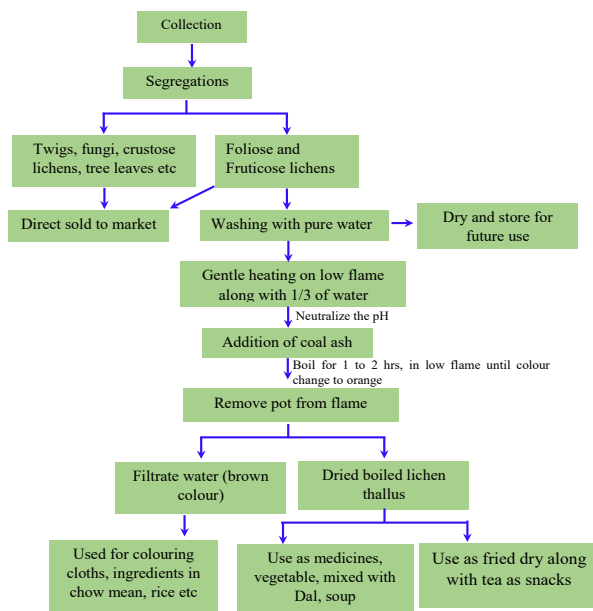 Collection
Segregations
Twigs, fungi, crustose
lichens, tree leaves etc
Foliose and
Fruticose lichens
Direct sold to market
Washing with pure water
Dry and store for
future use
Gentle heating on low flame
along with 1/3 of water
Neutralize the pH
Addition of coal ash
Boil for 1 to 2 hrs, in low flame until colour
change to orange
Remove pot from flame
Filtrate water (brown
colour)
Dried boiled lichen
thallus
Used for colouring
cloths, ingredients in
chow mean, rice etc
Use as medicines,
vegetable, mixed with
Dal, soup
Use as fried dry along
with tea as snacks